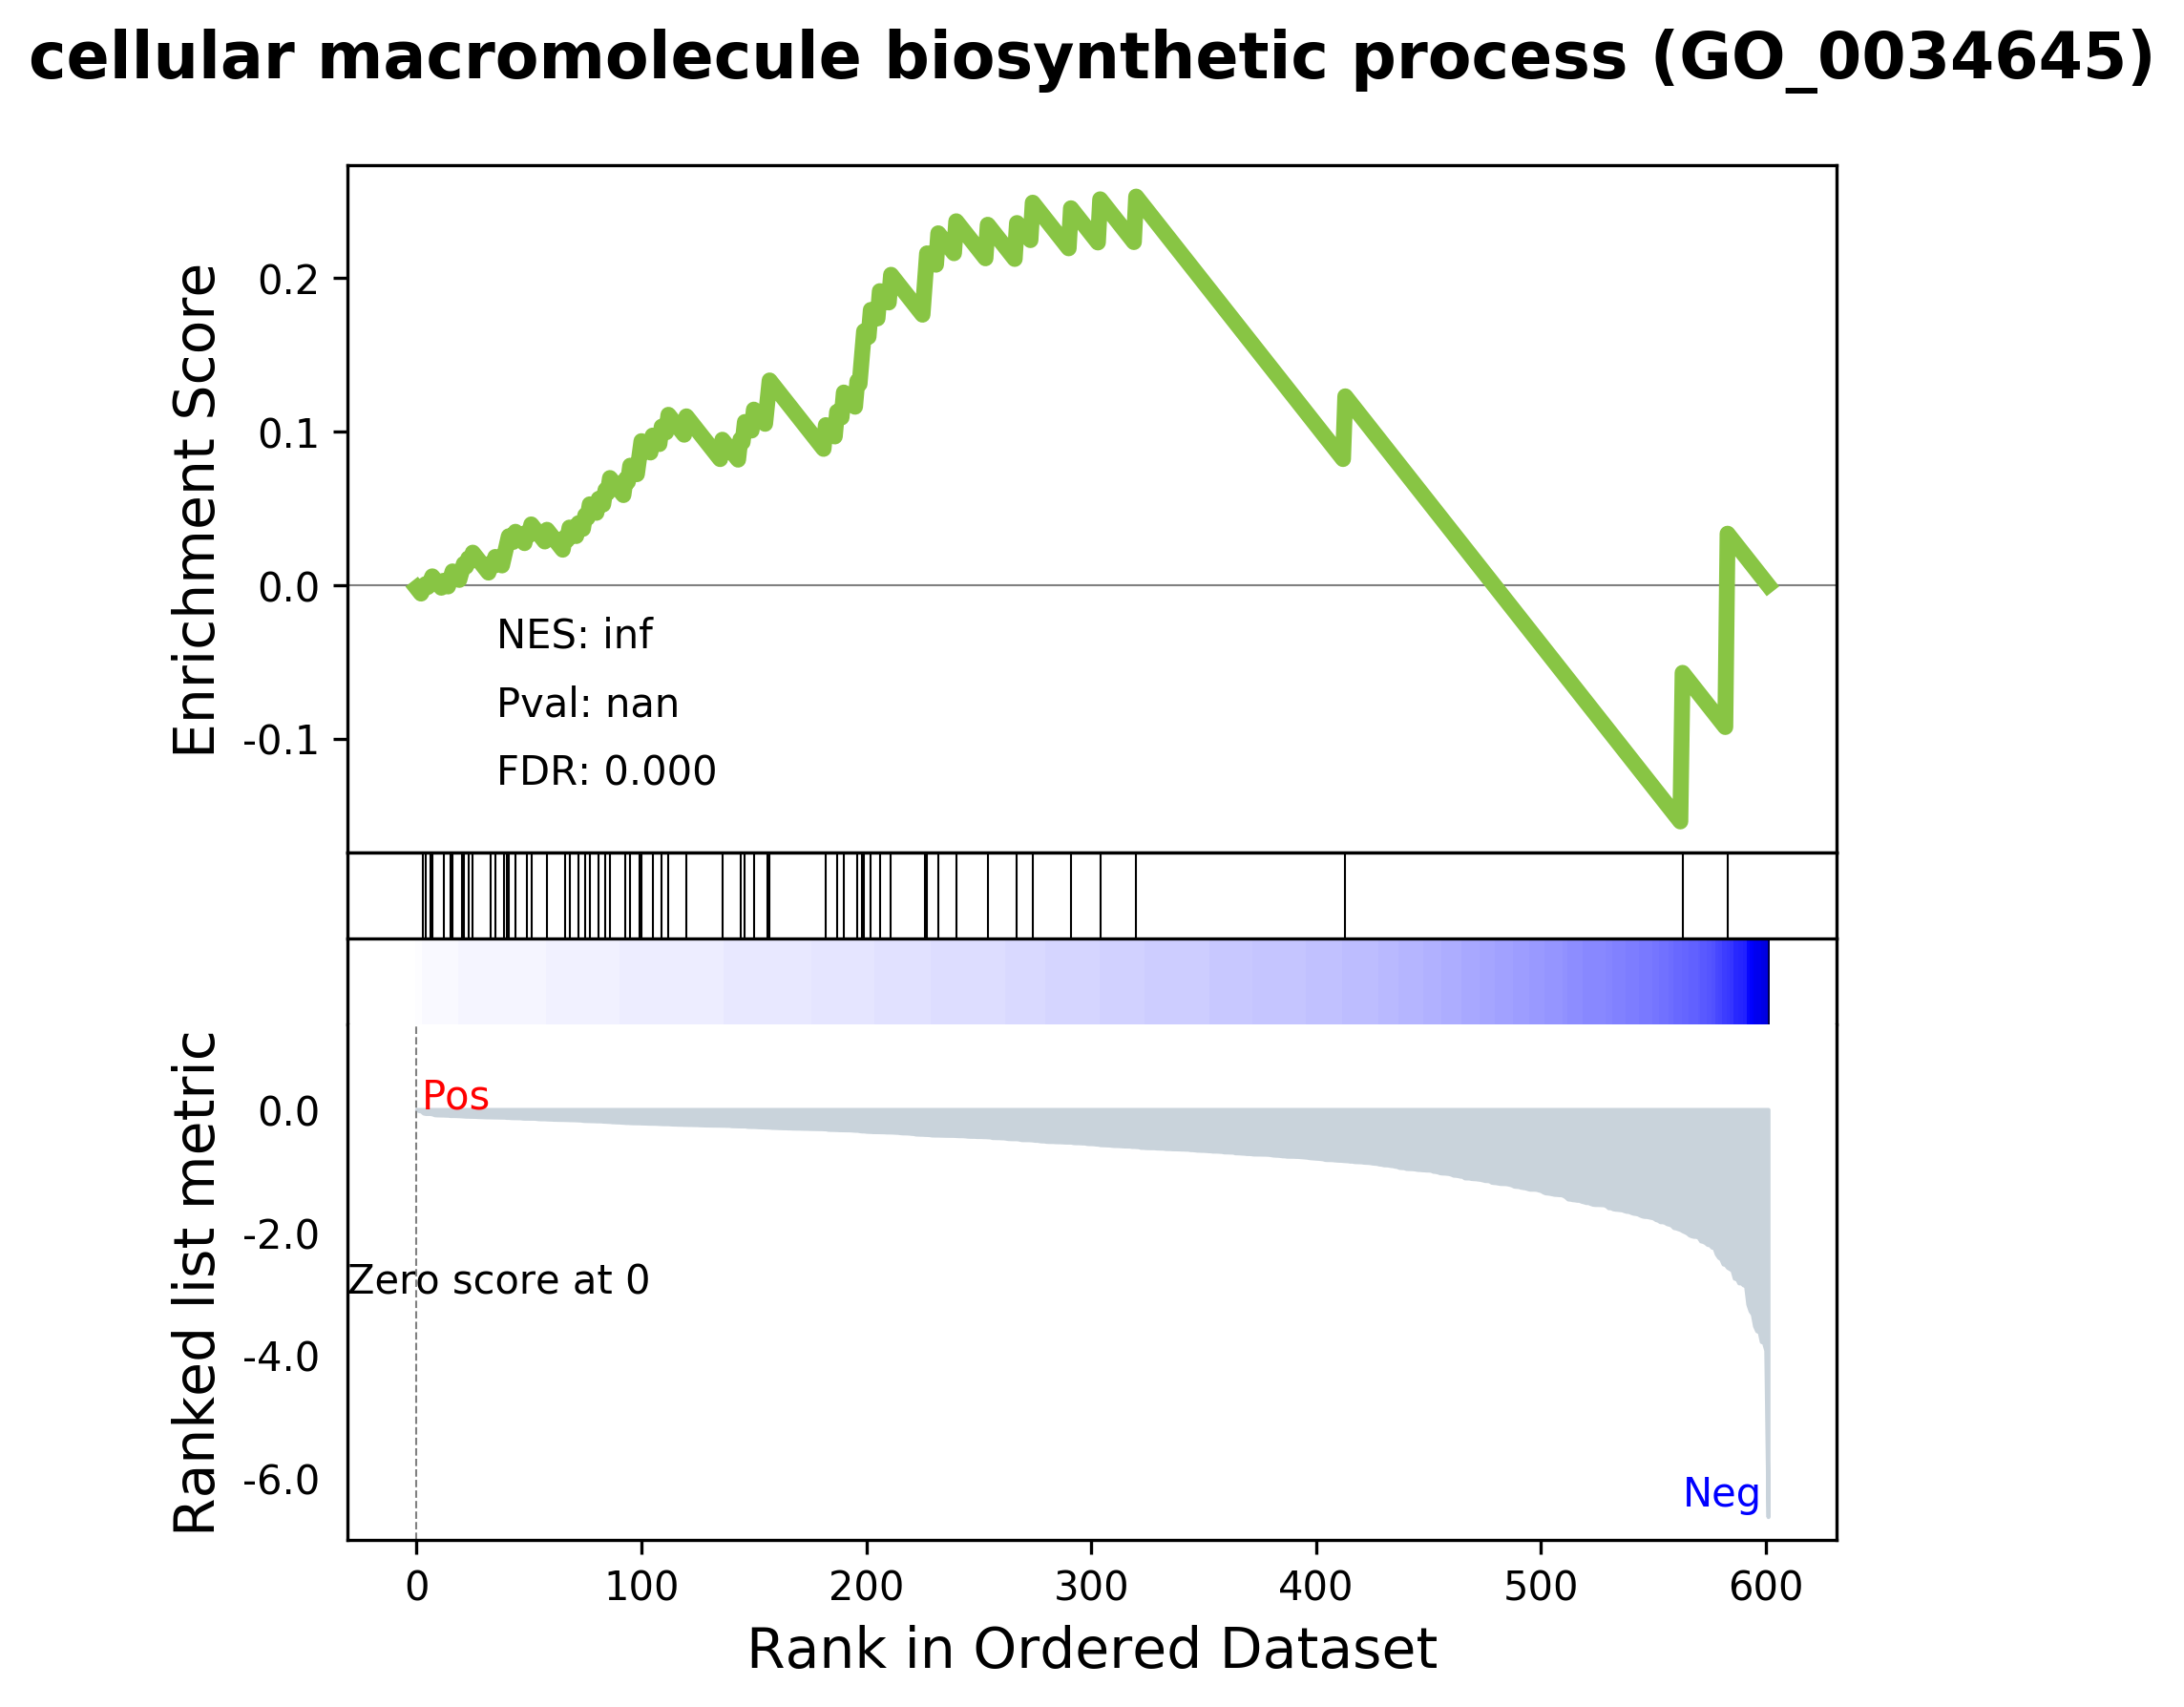 cellular macromolecule biosynthetic process (GO_0034645)
Enrichment Score
0.2
0.1
0.0
-0.1
NES: inf
Pval: nan
FDR: 0.000
Ranked list metric
0.0
-2.0
-4.0
-6.0
Pos
Zero score at 0
Neg
0 100 200 300 400 500 600
Rank in Ordered Dataset